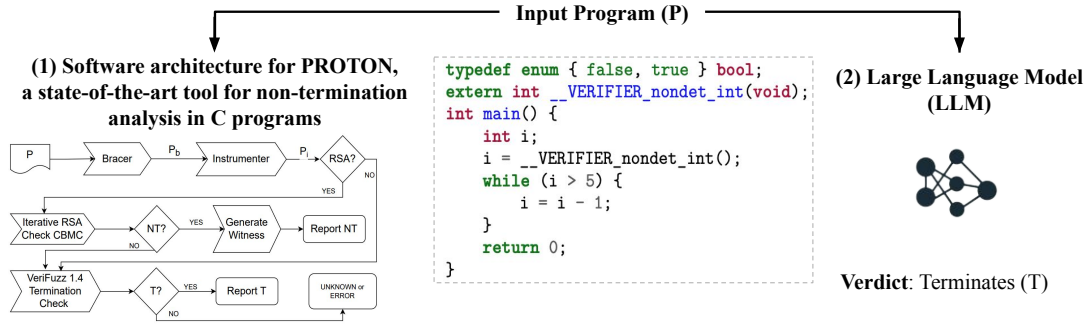 Input Program (P)
(1) Software architecture for PROTON,
a state-of-the-art tool for non-termination
analysis in C programs
P
Bracer
P_b
Instrumenter
P_i
RSA?
NO
YES
Iterative RSA
Check CBMC
NT?
YES
Generate
Witness
Report NT
NO
VeriFuzz 1.4
Termination
Check
T?
YES
Report T
UNKNOWN or
ERROR
NO
typedef enum { false, true } bool;
extern int __VERIFIER_nondet_int(void);
int main() {
    int i;
    i = __VERIFIER_nondet_int();
    while (i > 5) {
        i = i - 1;
    }
    return 0;
}
(2) Large Language Model
(LLM)
Verdict: Terminates (T)